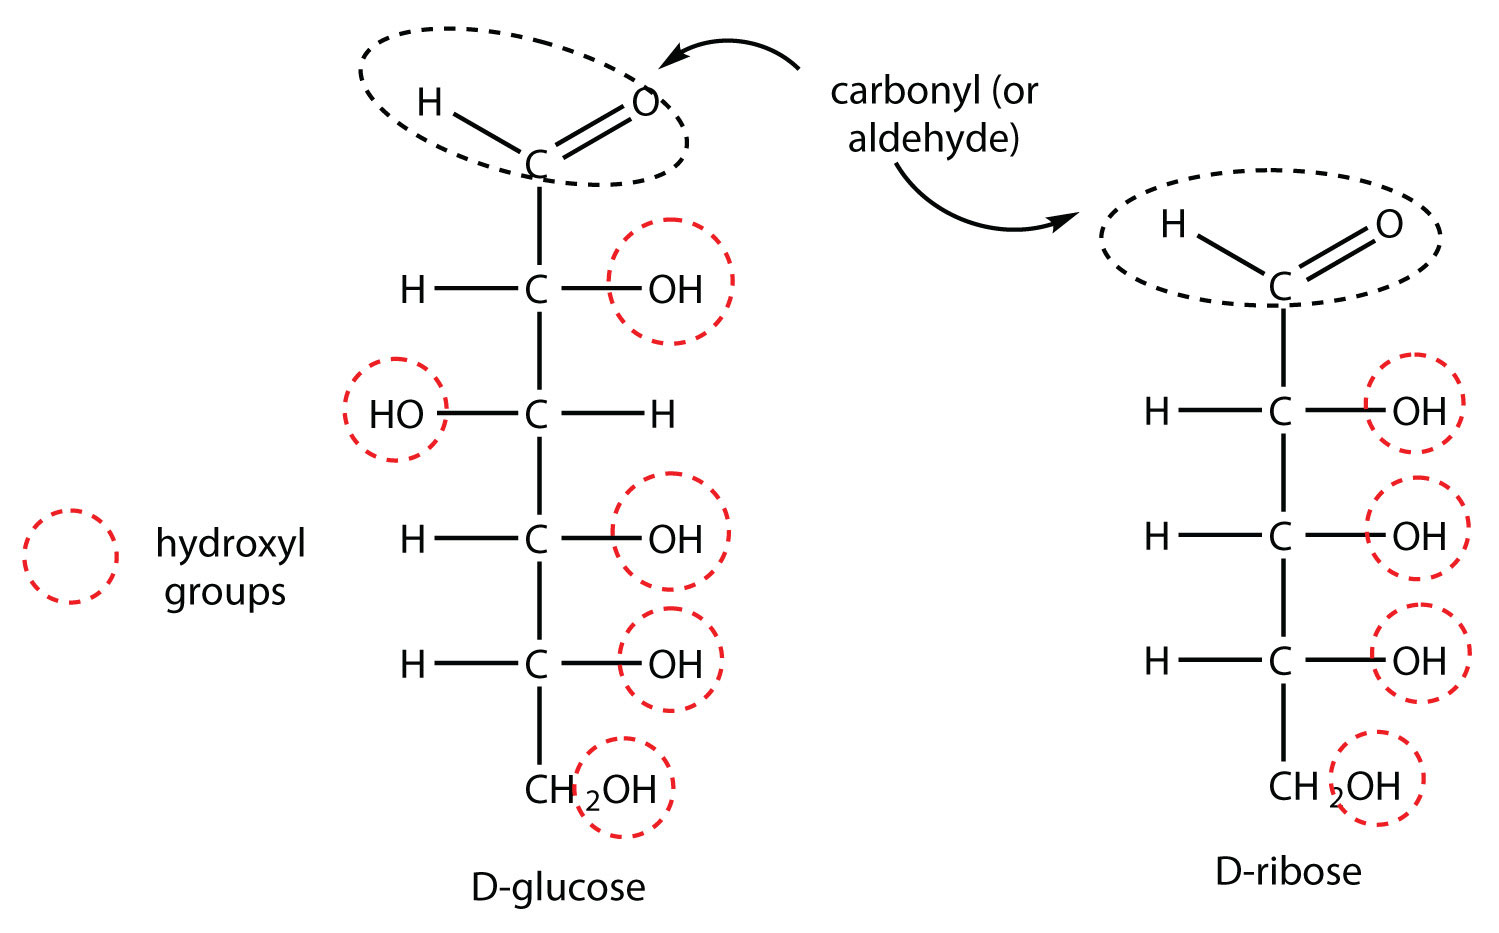 H O
C
carbonyl (or
aldehyde)
H C OH
HO C H
H C OH
H C OH
CH2OH
D-glucose
hydroxyl
groups
H O
C
H C OH
H C OH
H C OH
CH2OH
D-ribose